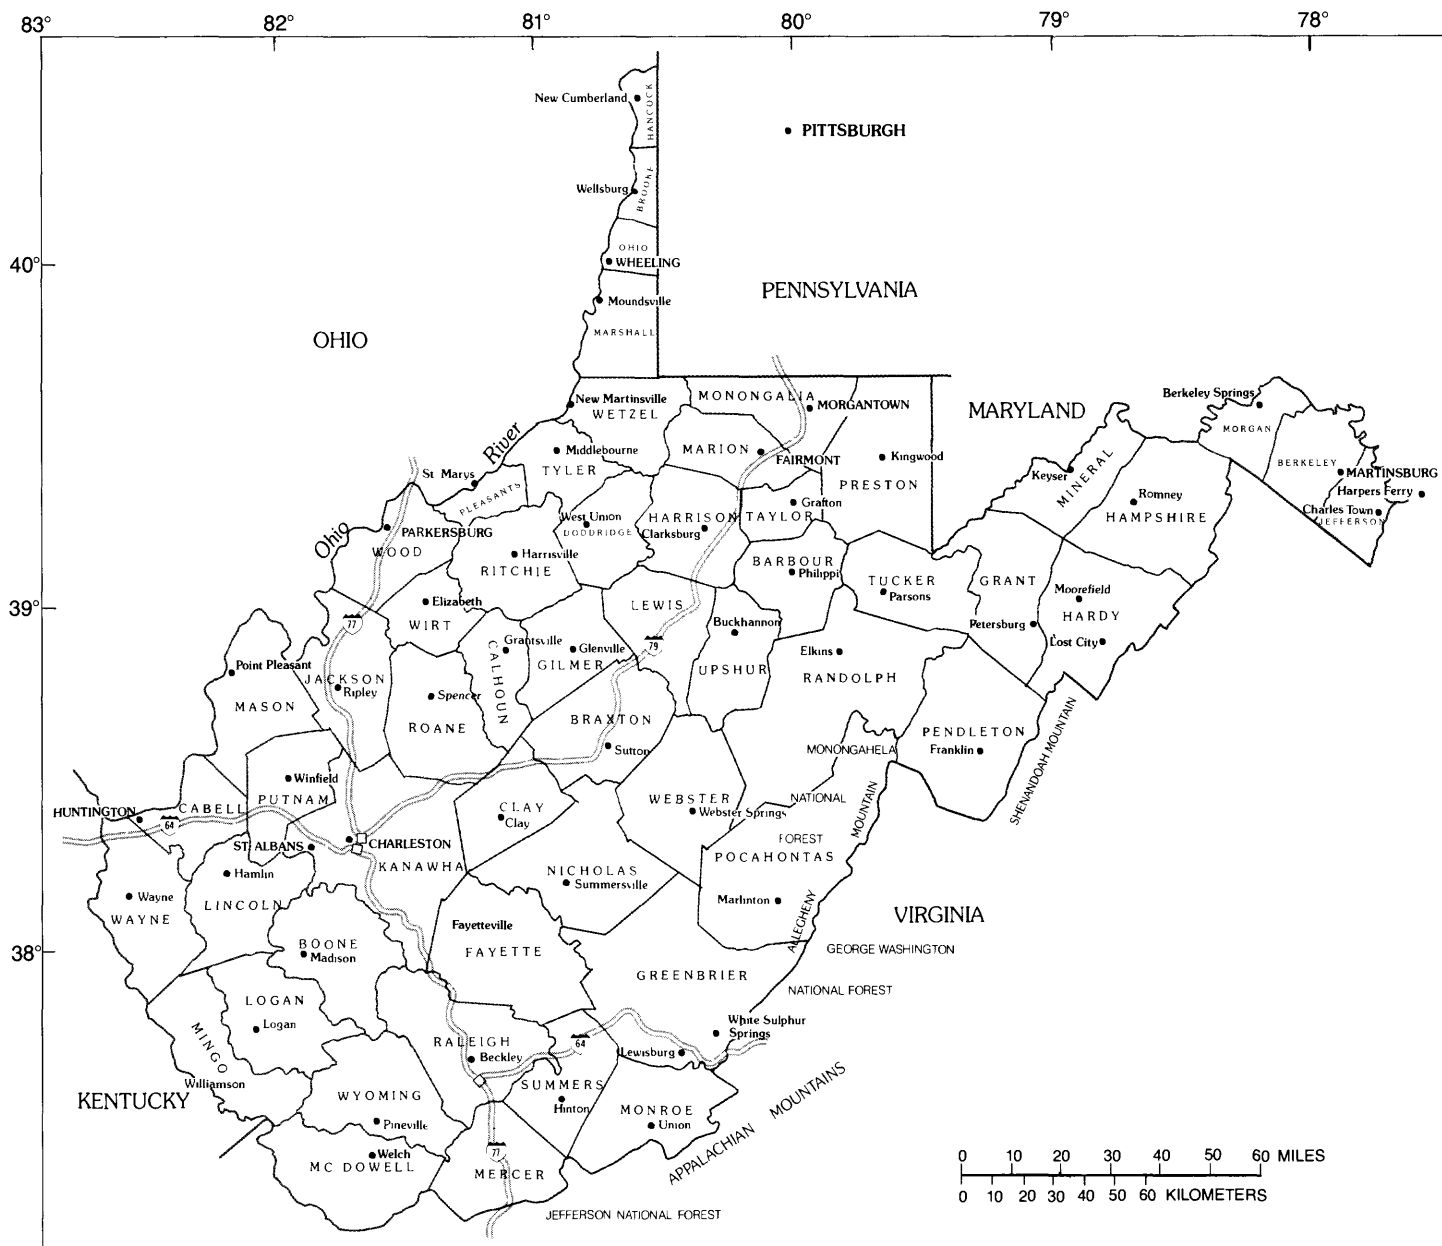 83°
82°
81°
80°
79°
78°
New Cumberland
HANCOCK
PITTSBURGH
Wellsburg
BROOKE
OHIO
WHEELING
40°
PENNSYLVANIA
Moundsville
MARSHALL
OHIO
New Martinsville
WETZEL
MONONGALIA
MORGANTOWN
MARYLAND
Berkeley Springs
MORGAN
River
Middlebourne
TYLER
MARION
FAIRMONT
Kingwood
PRESTON
Keyser
MINERAL
BERKELEY
MARTINSBURG
Harpers Ferry
St. Marys
PLEASANTS
Romney
HAMPSHIRE
Charles Town
JEFFERSON
Ohio
PARKERSBURG
WOOD
West Union
DODDRIDGE
HARRISON
Clarksburg
Grafton
TAYLOR
Harrisville
RITCHIE
BARBOUR
Philippi
TUCKER
Parsons
GRANT
Moorefield
HARDY
39°
Elizabeth
WIRT
LEWIS
Petersburg
Lost City
77
79
Buckhannon
UPSHUR
Grantsville
CALHOUN
Glenville
GILMER
Elkins
RANDOLPH
Point Pleasant
MASON
JACKSON
Ripley
Spencer
ROANE
BRAXTON
Sutton
PENDLETON
Franklin
SHENANDOAH MOUNTAIN
MONONGAHELA
NATIONAL
FOREST
Winfield
PUTNAM
HUNTINGTON
CABELL
64
CLAY
Clay
WEBSTER
Webster Springs
ALLEGHENY
MOUNTAIN
ST. ALBANS
CHARLESTON
KANAWHA
POCAHONTAS
Marlinton
Hamlin
LINCOLN
NICHOLAS
Summersville
Wayne
WAYNE
VIRGINIA
Fayetteville
FAYETTE
BOONE
Madison
38°
GEORGE WASHINGTON
NATIONAL FOREST
GREENBRIER
LOGAN
Logan
MINGO
Williamson
White Sulphur
Springs
Lewisburg
RALEIGH
Beckley
64
KENTUCKY
WYOMING
Pineville
SUMMERS
Hinton
MONROE
Union
APPALACHIAN
MOUNTAINS
Welch
MC DOWELL
77
MERCER
JEFFERSON NATIONAL FOREST
0 10 20 30 40 50 60 MILES
0 10 20 30 40 50 60 KILOMETERS